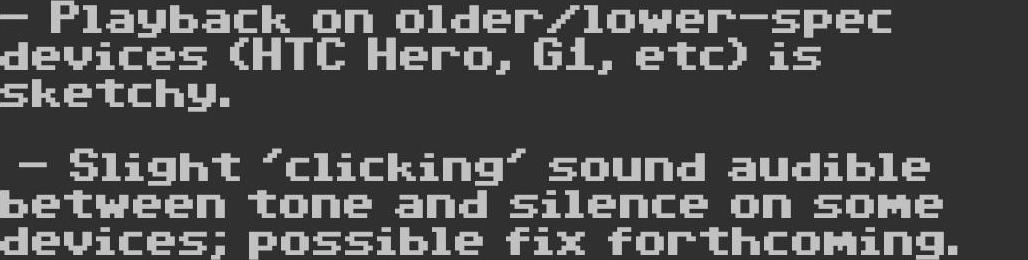 - Playback on older/lower-spec
devices (HTC Hero, G1, etc) is
sketchy.
- Slight 'clicking' sound audible
between tone and silence on some
devices; possible fix forthcoming.